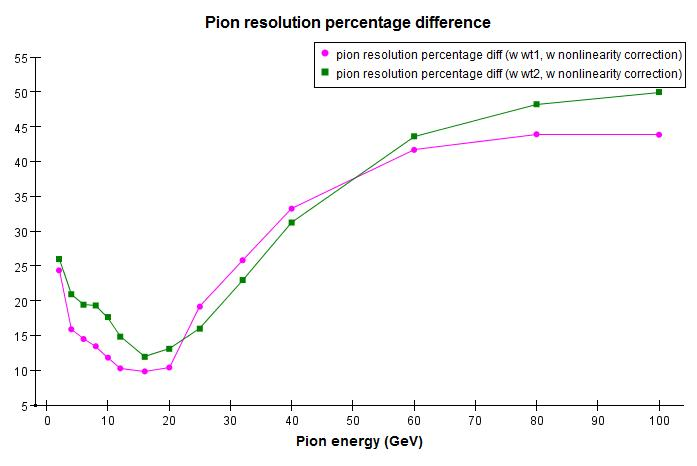 Pion resolution percentage difference
pion resolution percentage diff (w wt1, w nonlinearity correction)
pion resolution percentage diff (w wt2, w nonlinearity correction)
55
50
45
40
35
30
25
20
15
10
5
0 10 20 30 40 50 60 70 80 90 100
Pion energy (GeV)